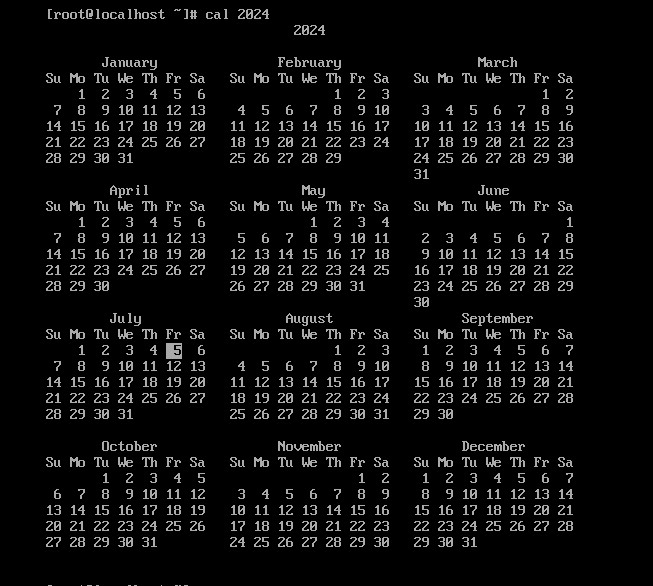 [root@localhost ~]# cal 2024
                               2024

       January               February                 March
Su Mo Tu We Th Fr Sa   Su Mo Tu We Th Fr Sa   Su Mo Tu We Th Fr Sa
    1  2  3  4  5  6                1  2  3                   1  2
 7  8  9 10 11 12 13    4  5  6  7  8  9 10    3  4  5  6  7  8  9
14 15 16 17 18 19 20   11 12 13 14 15 16 17   10 11 12 13 14 15 16
21 22 23 24 25 26 27   18 19 20 21 22 23 24   17 18 19 20 21 22 23
28 29 30 31            25 26 27 28 29         24 25 26 27 28 29 30
                                              31
        April                   May                   June
Su Mo Tu We Th Fr Sa   Su Mo Tu We Th Fr Sa   Su Mo Tu We Th Fr Sa
    1  2  3  4  5  6             1  2  3  4                      1
 7  8  9 10 11 12 13    5  6  7  8  9 10 11    2  3  4  5  6  7  8
14 15 16 17 18 19 20   12 13 14 15 16 17 18    9 10 11 12 13 14 15
21 22 23 24 25 26 27   19 20 21 22 23 24 25   16 17 18 19 20 21 22
28 29 30               26 27 28 29 30 31      23 24 25 26 27 28 29
                                              30
        July                  August                September
Su Mo Tu We Th Fr Sa   Su Mo Tu We Th Fr Sa   Su Mo Tu We Th Fr Sa
    1  2  3  4  5  6                1  2  3    1  2  3  4  5  6  7
 7  8  9 10 11 12 13    4  5  6  7  8  9 10    8  9 10 11 12 13 14
14 15 16 17 18 19 20   11 12 13 14 15 16 17   15 16 17 18 19 20 21
21 22 23 24 25 26 27   18 19 20 21 22 23 24   22 23 24 25 26 27 28
28 29 30 31            25 26 27 28 29 30 31   29 30

       October               November               December
Su Mo Tu We Th Fr Sa   Su Mo Tu We Th Fr Sa   Su Mo Tu We Th Fr Sa
       1  2  3  4  5                   1  2    1  2  3  4  5  6  7
 6  7  8  9 10 11 12    3  4  5  6  7  8  9    8  9 10 11 12 13 14
13 14 15 16 17 18 19   10 11 12 13 14 15 16   15 16 17 18 19 20 21
20 21 22 23 24 25 26   17 18 19 20 21 22 23   22 23 24 25 26 27 28
27 28 29 30 31         24 25 26 27 28 29 30   29 30 31